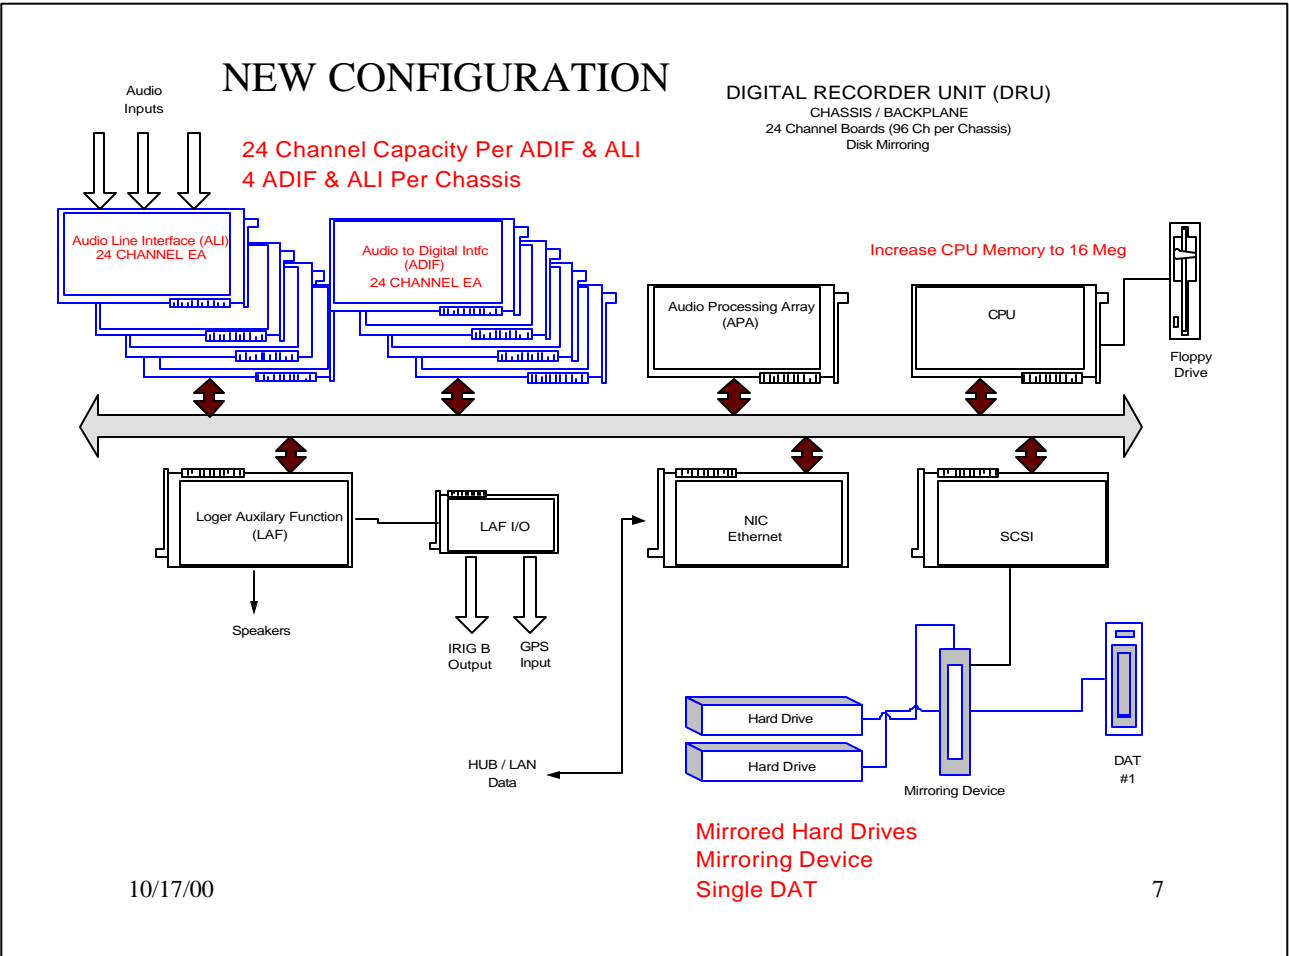 NEW CONFIGURATION
Audio
Inputs
DIGITAL RECORDER UNIT (DRU)
CHASSIS / BACKPLANE
24 Channel Boards (96 Ch per Chassis)
Disk Mirroring
24 Channel Capacity Per ADIF & ALI
4 ADIF & ALI Per Chassis
Audio Line Interface (ALI)
24 CHANNEL EA
Audio to Digital Intfc
(ADIF)
24 CHANNEL EA
Increase CPU Memory to 16 Meg
Audio Processing Array
(APA)
CPU
Floppy
Drive
Loger Auxilary Function
(LAF)
LAF I/O
NIC
Ethernet
SCSI
Speakers
IRIG B
Output
GPS
Input
Hard Drive
Hard Drive
HUB / LAN
Data
Mirroring Device
DAT
#1
Mirrored Hard Drives
Mirroring Device
Single DAT
10/17/00
7